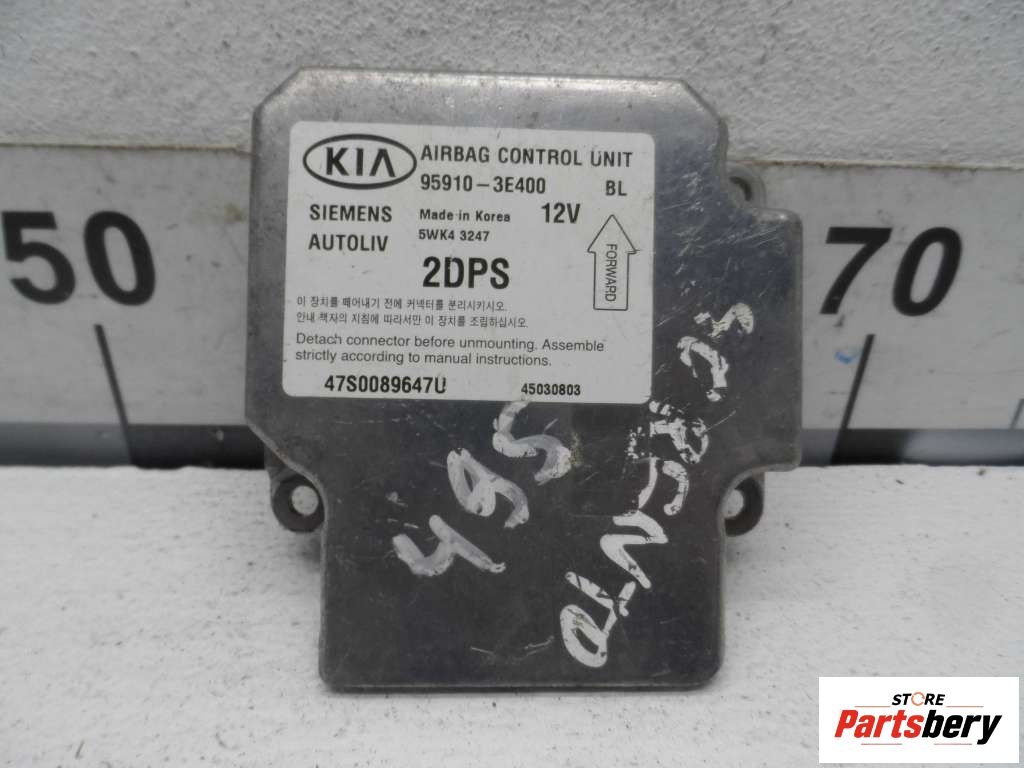 50
70
KIA
AIRBAG CONTROL UNIT
95910-3E400 BL
SIEMENS
AUTOLIV
Made in Korea 12V
5WK4 3247
2DPS
FORWARD
이 장치를 떼어내기 전에 커넥터를 분리시키시오.
안내 책자의 지침에 따라서만 이 장치를 조립하십시오.
Detach connector before unmounting. Assemble
strictly according to manual instructions.
47S0089647U 45030803
495
SORENTO
STORE
Partsbery